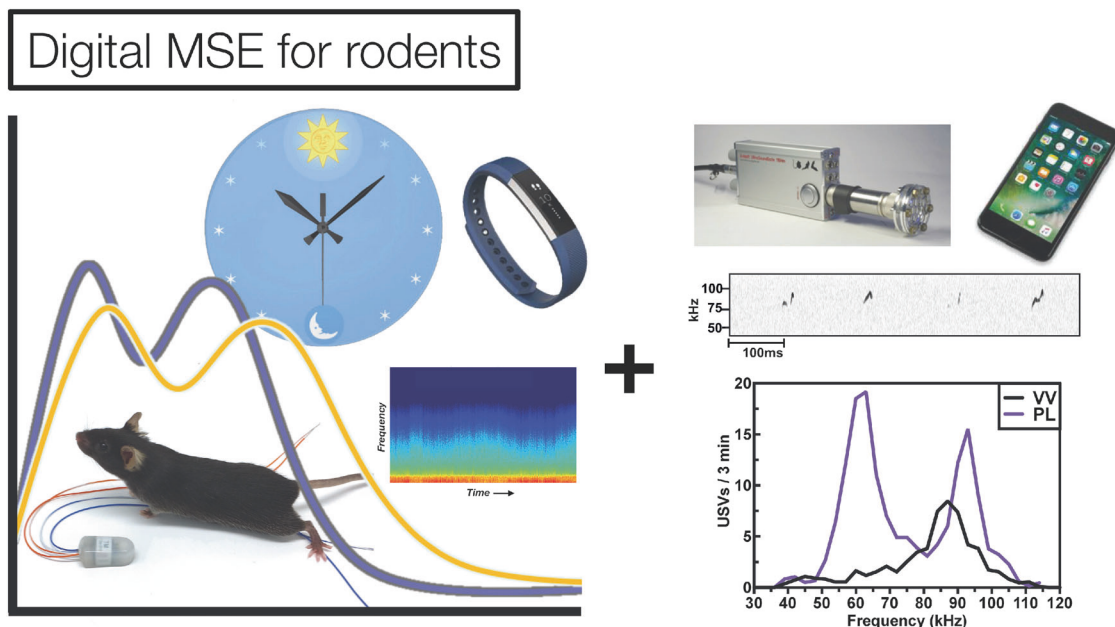 Digital MSE for rodents
Frequency
Time
kHz
100
75
50
100ms
USVs / 3 min
20
15
10
5
0
VV
PL
30 40 50 60 70 80 90 100 110 120
Frequency (kHz)